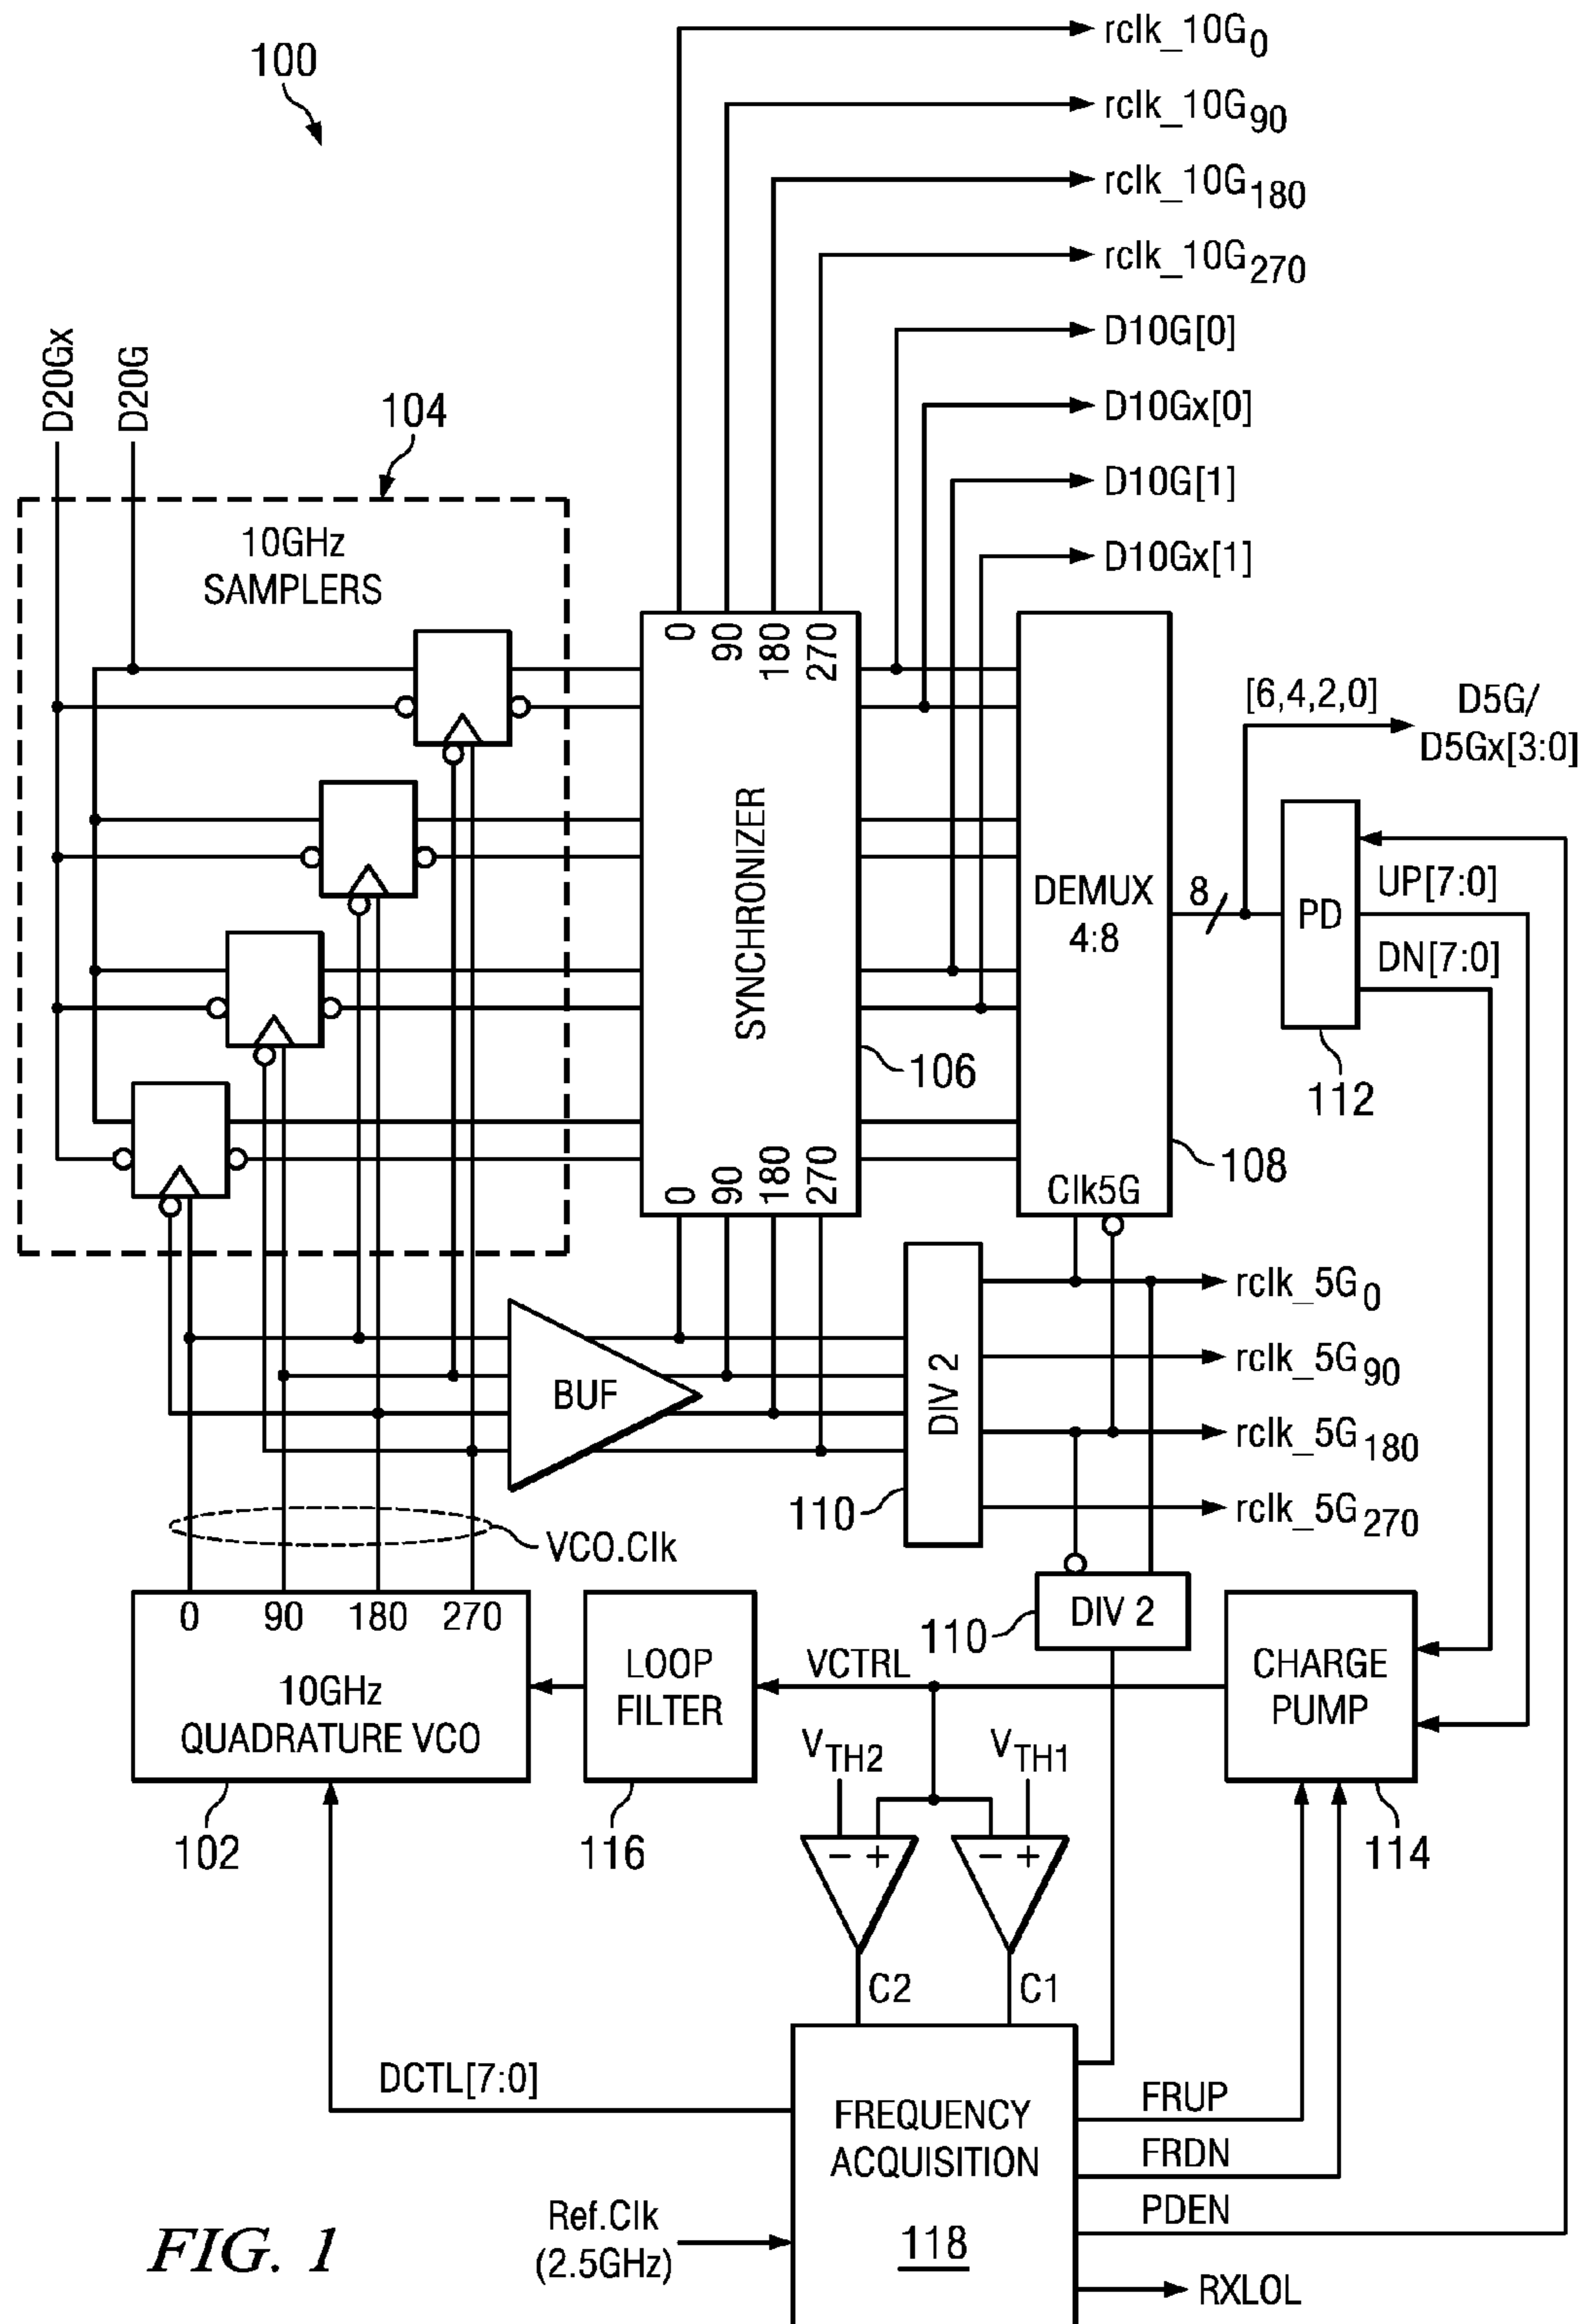 100
rclk_10G0
rclk_10G90
rclk_10G180
rclk_10G270
D10G[0]
D10Gx[0]
D10G[1]
D10Gx[1]
D20Gx
D20G
104
10GHz
SAMPLERS
0 90 180 270
SYNCHRONIZER
0 90 180 270
106
DEMUX
4:8
Clk5G
108
8
[6,4,2,0]
D5G/
D5Gx[3:0]
PD
UP[7:0]
DN[7:0]
112
BUF
DIV 2
110
rclk_5G0
rclk_5G90
rclk_5G180
rclk_5G270
VCO.Clk
0 90 180 270
10GHz
QUADRATURE VCO
102
LOOP
FILTER
116
VCTRL
DIV 2
110
CHARGE
PUMP
114
VTH2
VTH1
- +
- +
C2
C1
DCTL[7:0]
FREQUENCY
ACQUISITION
118
FRUP
FRDN
PDEN
RXLOL
Ref.Clk
(2.5GHz)
FIG. 1